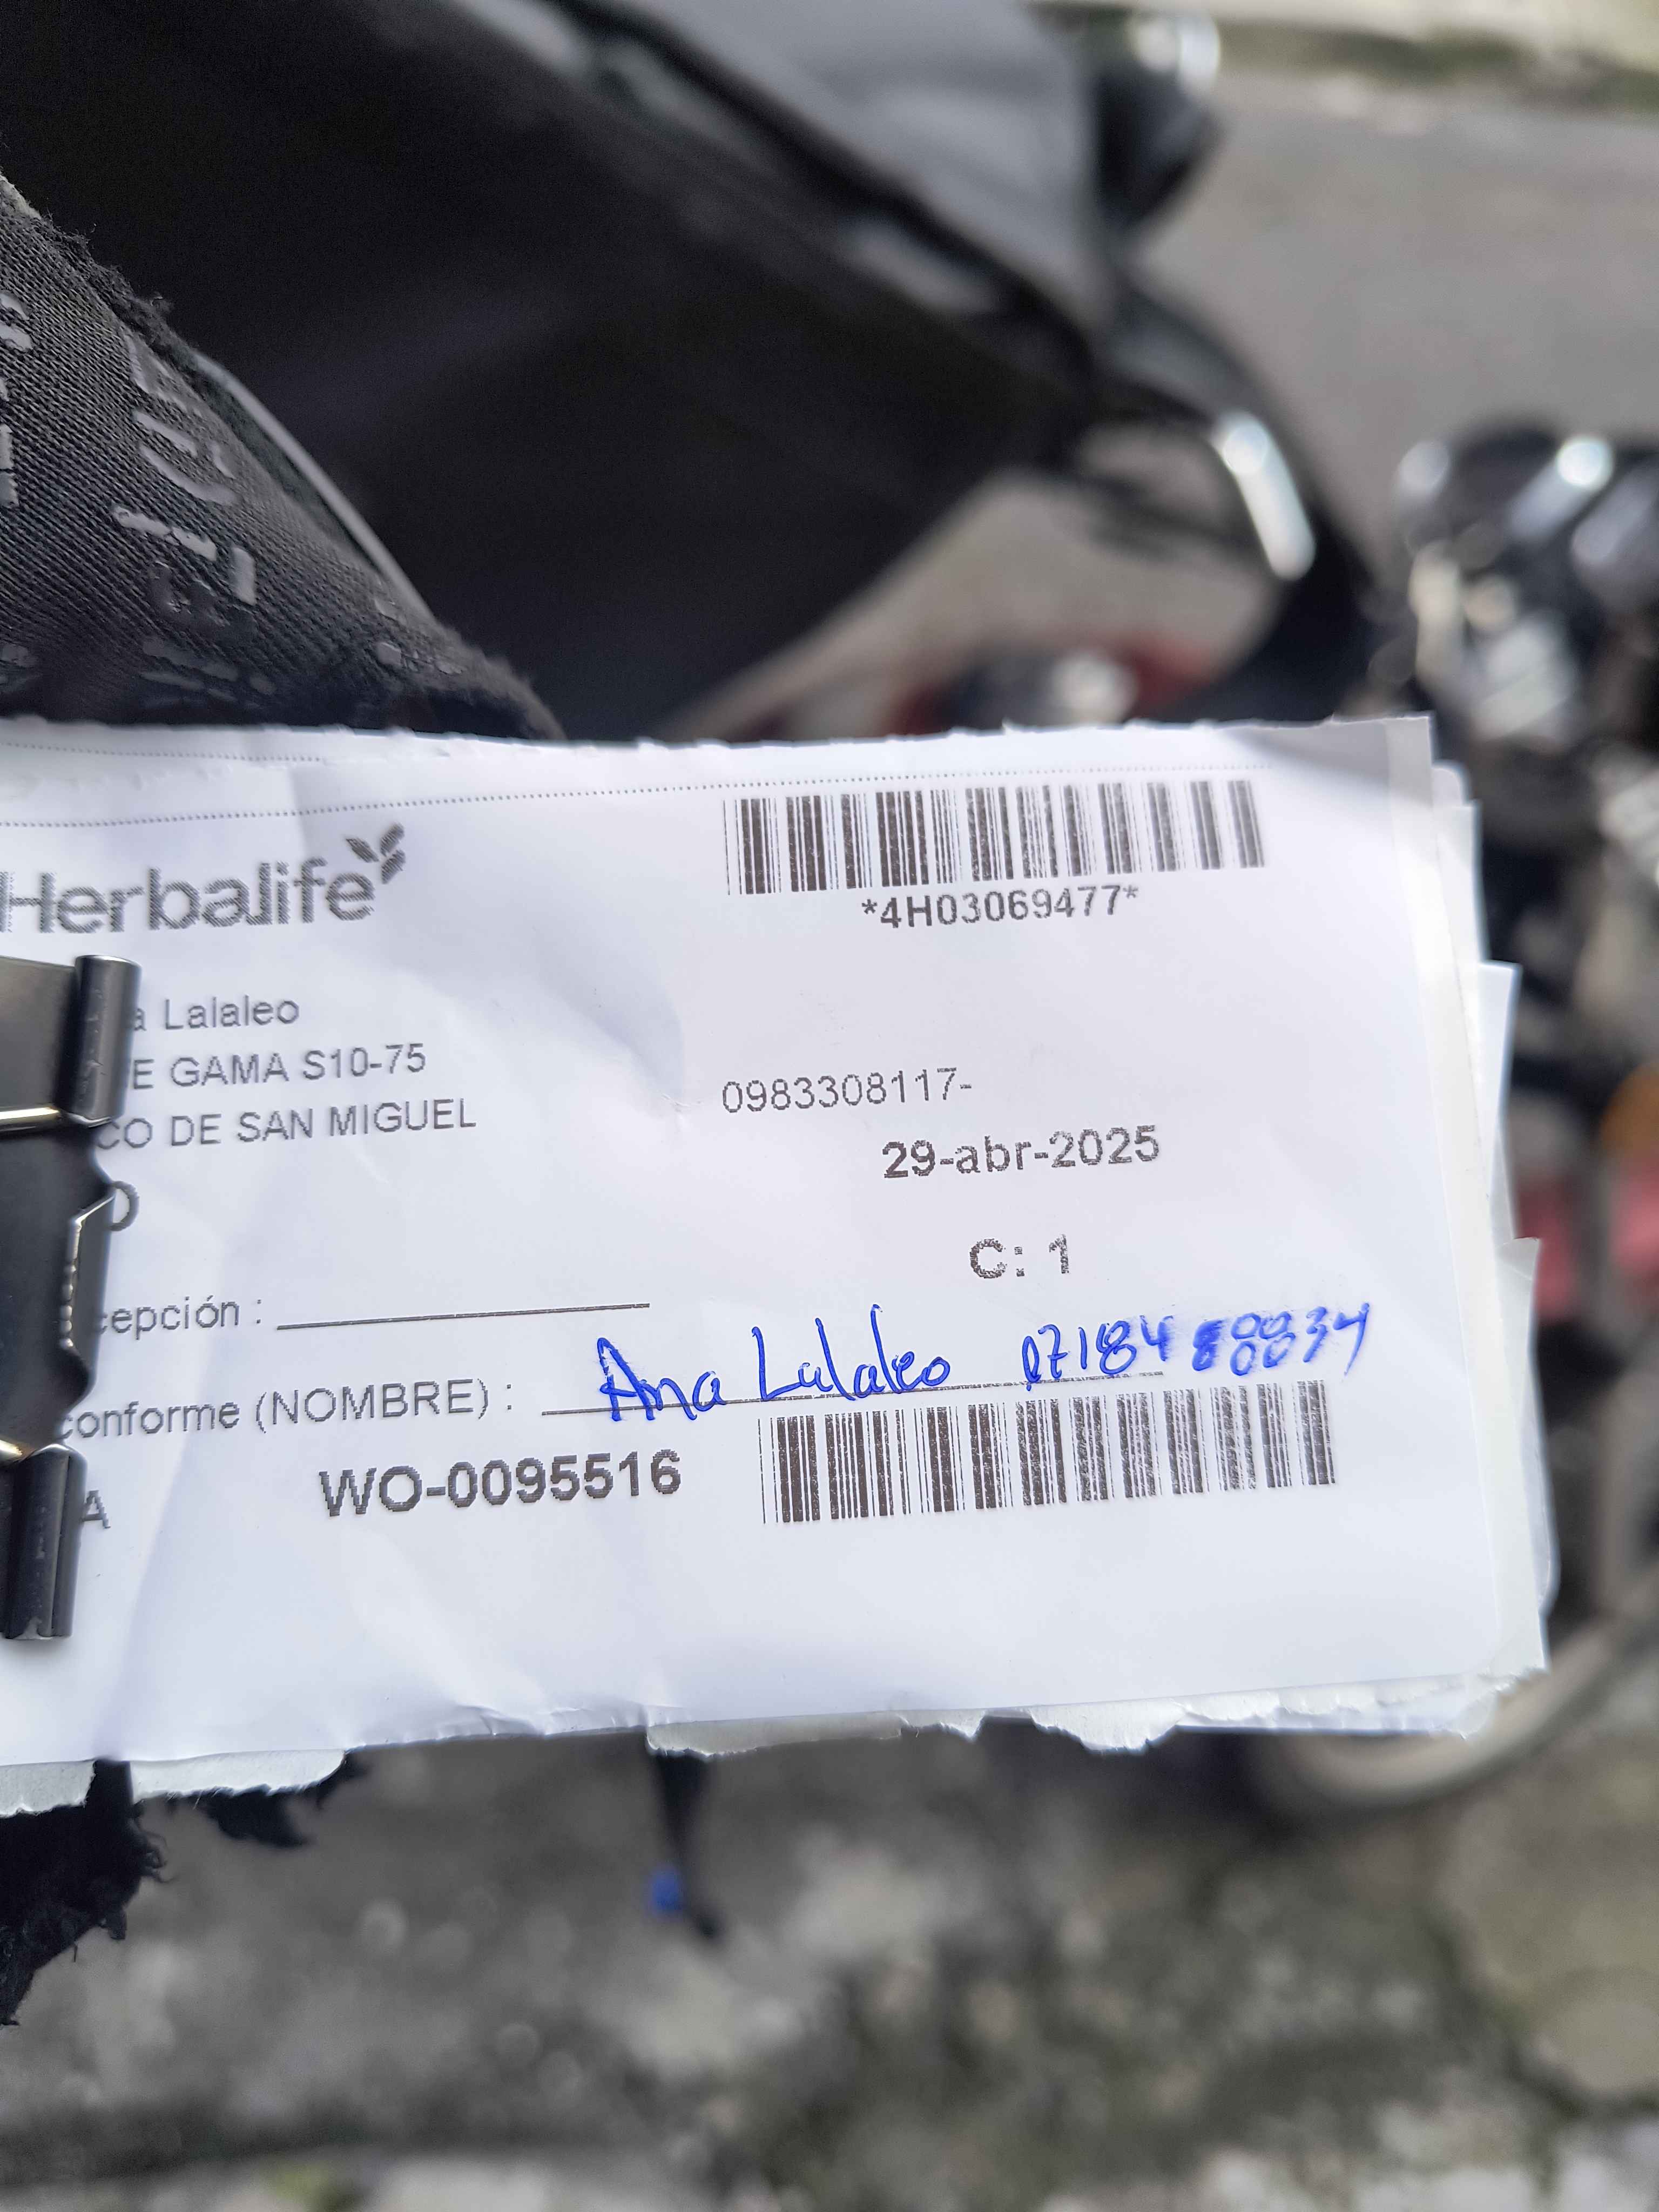 Herbalife
*4H03069477*
a Lalaleo
E GAMA S10-75
CO DE SAN MIGUEL
0983308117-
29-abr-2025
O
C: 1
cepción :
conforme (NOMBRE) : Ana Lalaleo
A WO-0095516